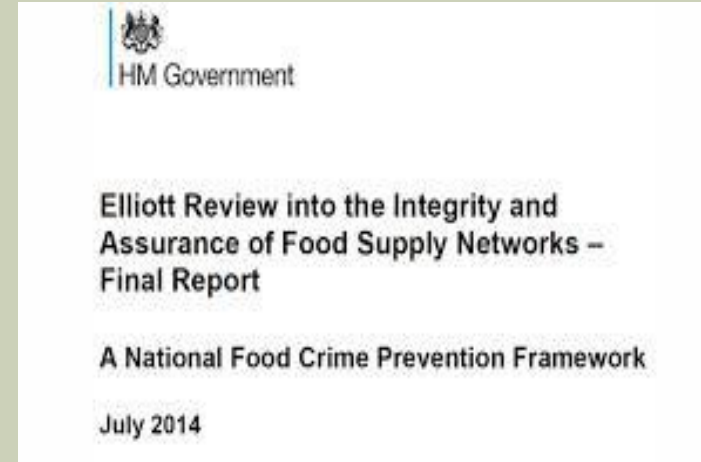 HM Government
Elliott Review into the Integrity and
Assurance of Food Supply Networks –
Final Report
A National Food Crime Prevention Framework
July 2014